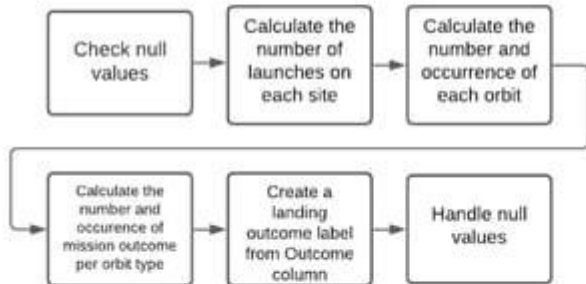 Check null
values
Calculate the
number of
launches on
each site
Calculate the
number and
occurrence of
each orbit
Calculate the
number and
occurence of
mission outcome
per orbit type
Create a
landing
outcome label
from Outcome
column
Handle null
values